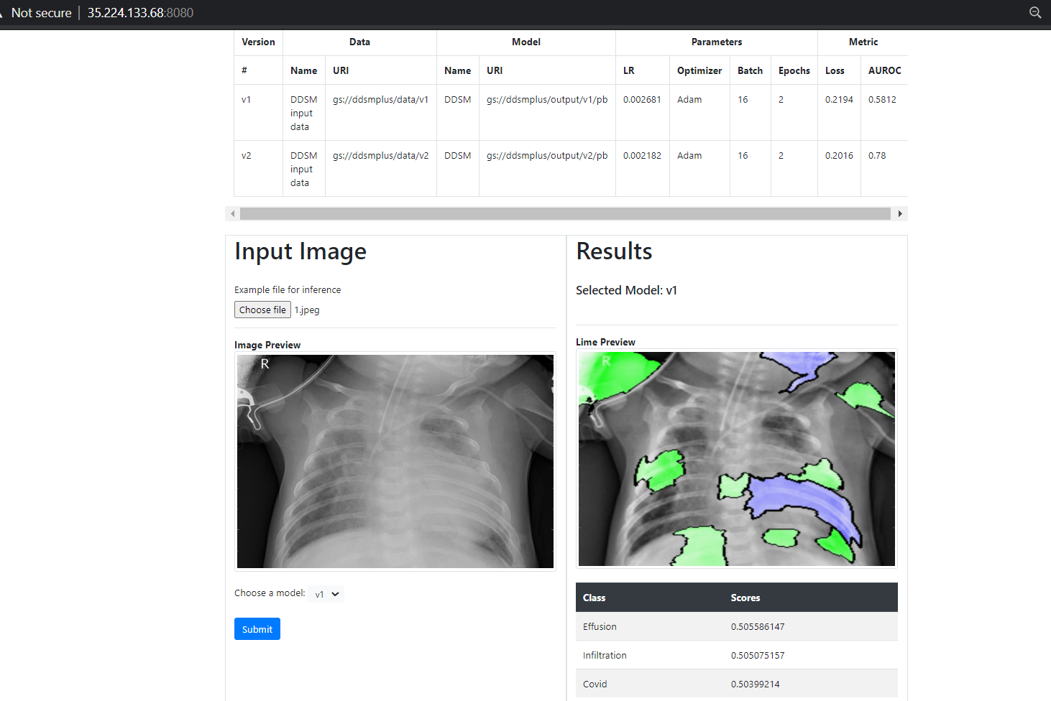 Not secure | 35.224.133.68:8080
Version Data Model Parameters Metric
# Name URI Name URI LR Optimizer Batch Epochs Loss AUROC
v1 DDSM input data gs://ddsmplus/data/v1 DDSM gs://ddsmplus/output/v1/pb 0.002681 Adam 16 2 0.2194 0.5812
v2 DDSM input data gs://ddsmplus/data/v2 DDSM gs://ddsmplus/output/v2/pb 0.002182 Adam 16 2 0.2016 0.78
Input Image
Example file for inference
Choose file 1.jpeg
Image Preview
R
Choose a model: v1
Submit
Results
Selected Model: v1
Lime Preview
R
Class Scores
Effusion 0.505586147
Infiltration 0.505075157
Covid 0.50399214